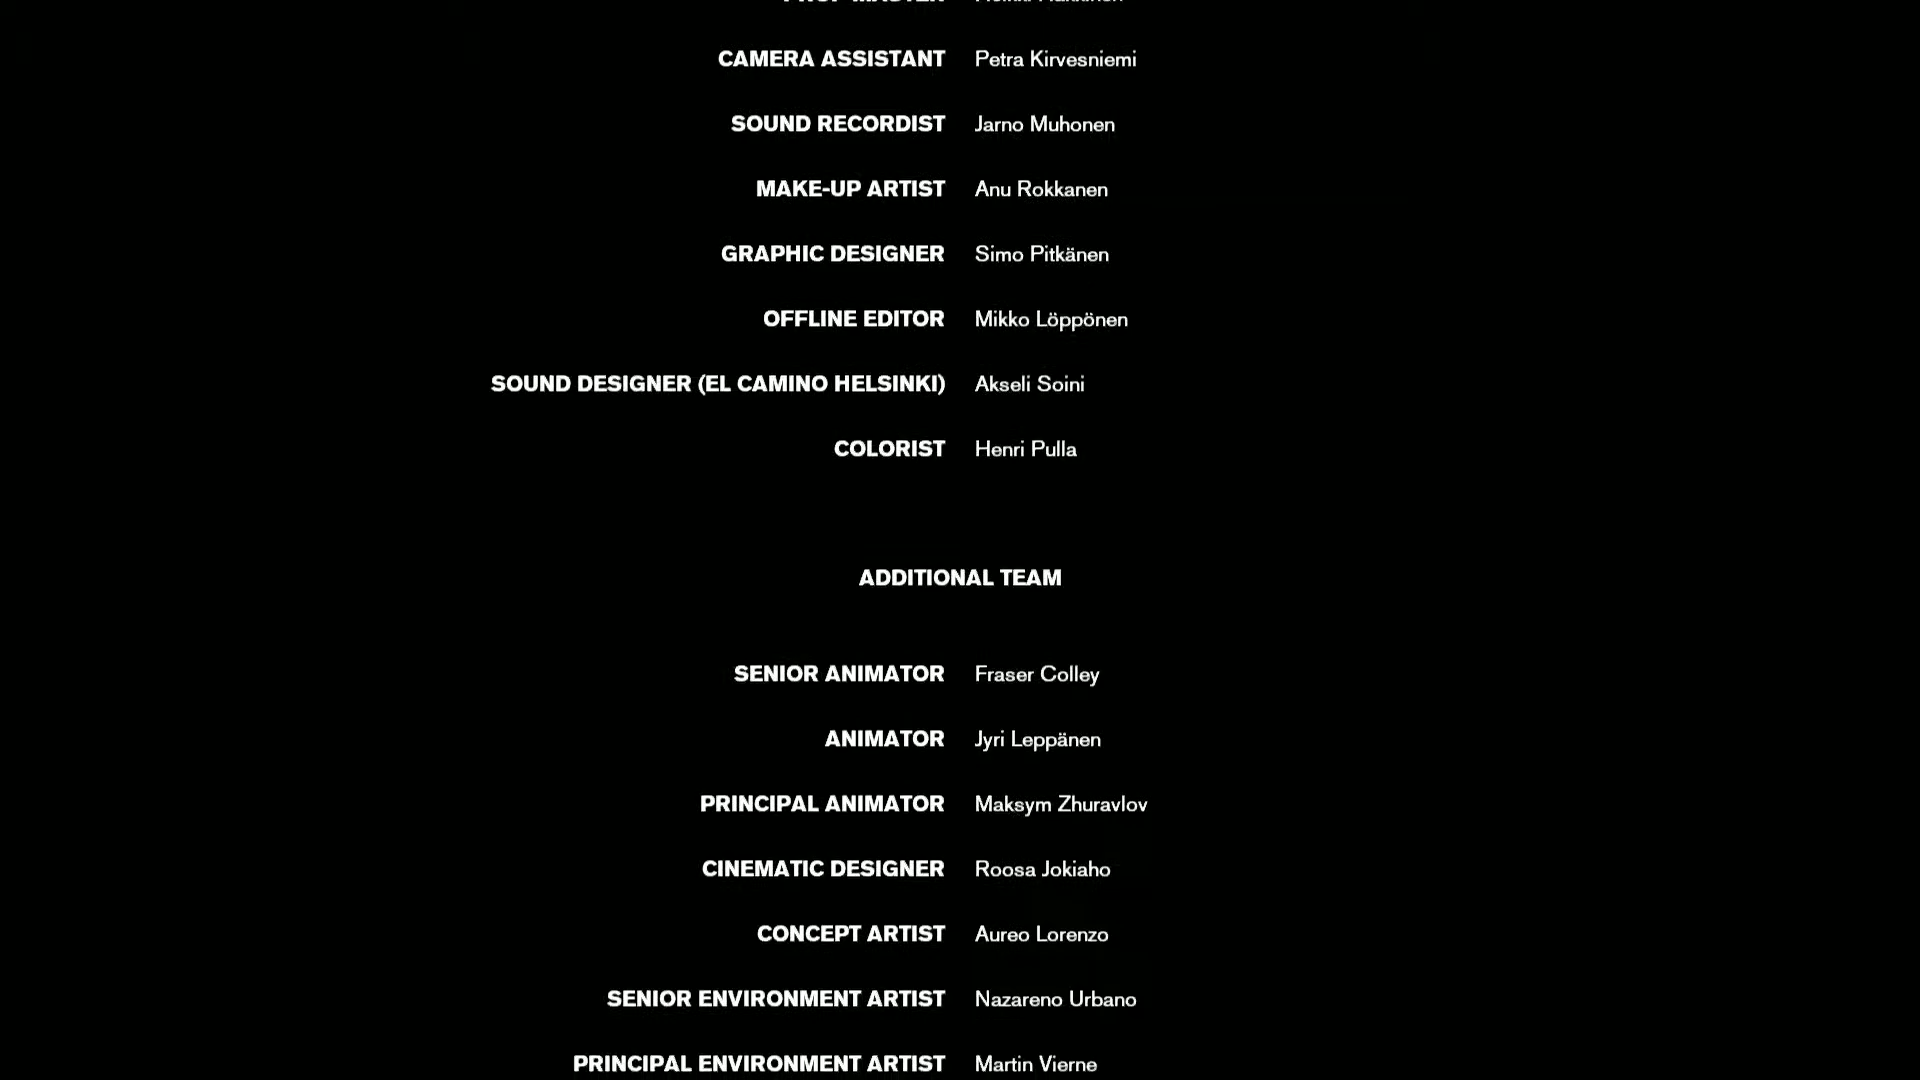 CAMERA ASSISTANT Petra Kirvesniemi
SOUND RECORDIST Jarno Muhonen
MAKE-UP ARTIST Anu Rokkanen
GRAPHIC DESIGNER Simo Pitkänen
OFFLINE EDITOR Mikko Löppönen
SOUND DESIGNER (EL CAMINO HELSINKI) Akseli Soini
COLORIST Henri Pulla
ADDITIONAL TEAM
SENIOR ANIMATOR Fraser Colley
ANIMATOR Jyri Leppänen
PRINCIPAL ANIMATOR Maksym Zhuravlov
CINEMATIC DESIGNER Roosa Jokiaho
CONCEPT ARTIST Aureo Lorenzo
SENIOR ENVIRONMENT ARTIST Nazareno Urbano
PRINCIPAL ENVIRONMENT ARTIST Martin Vierne